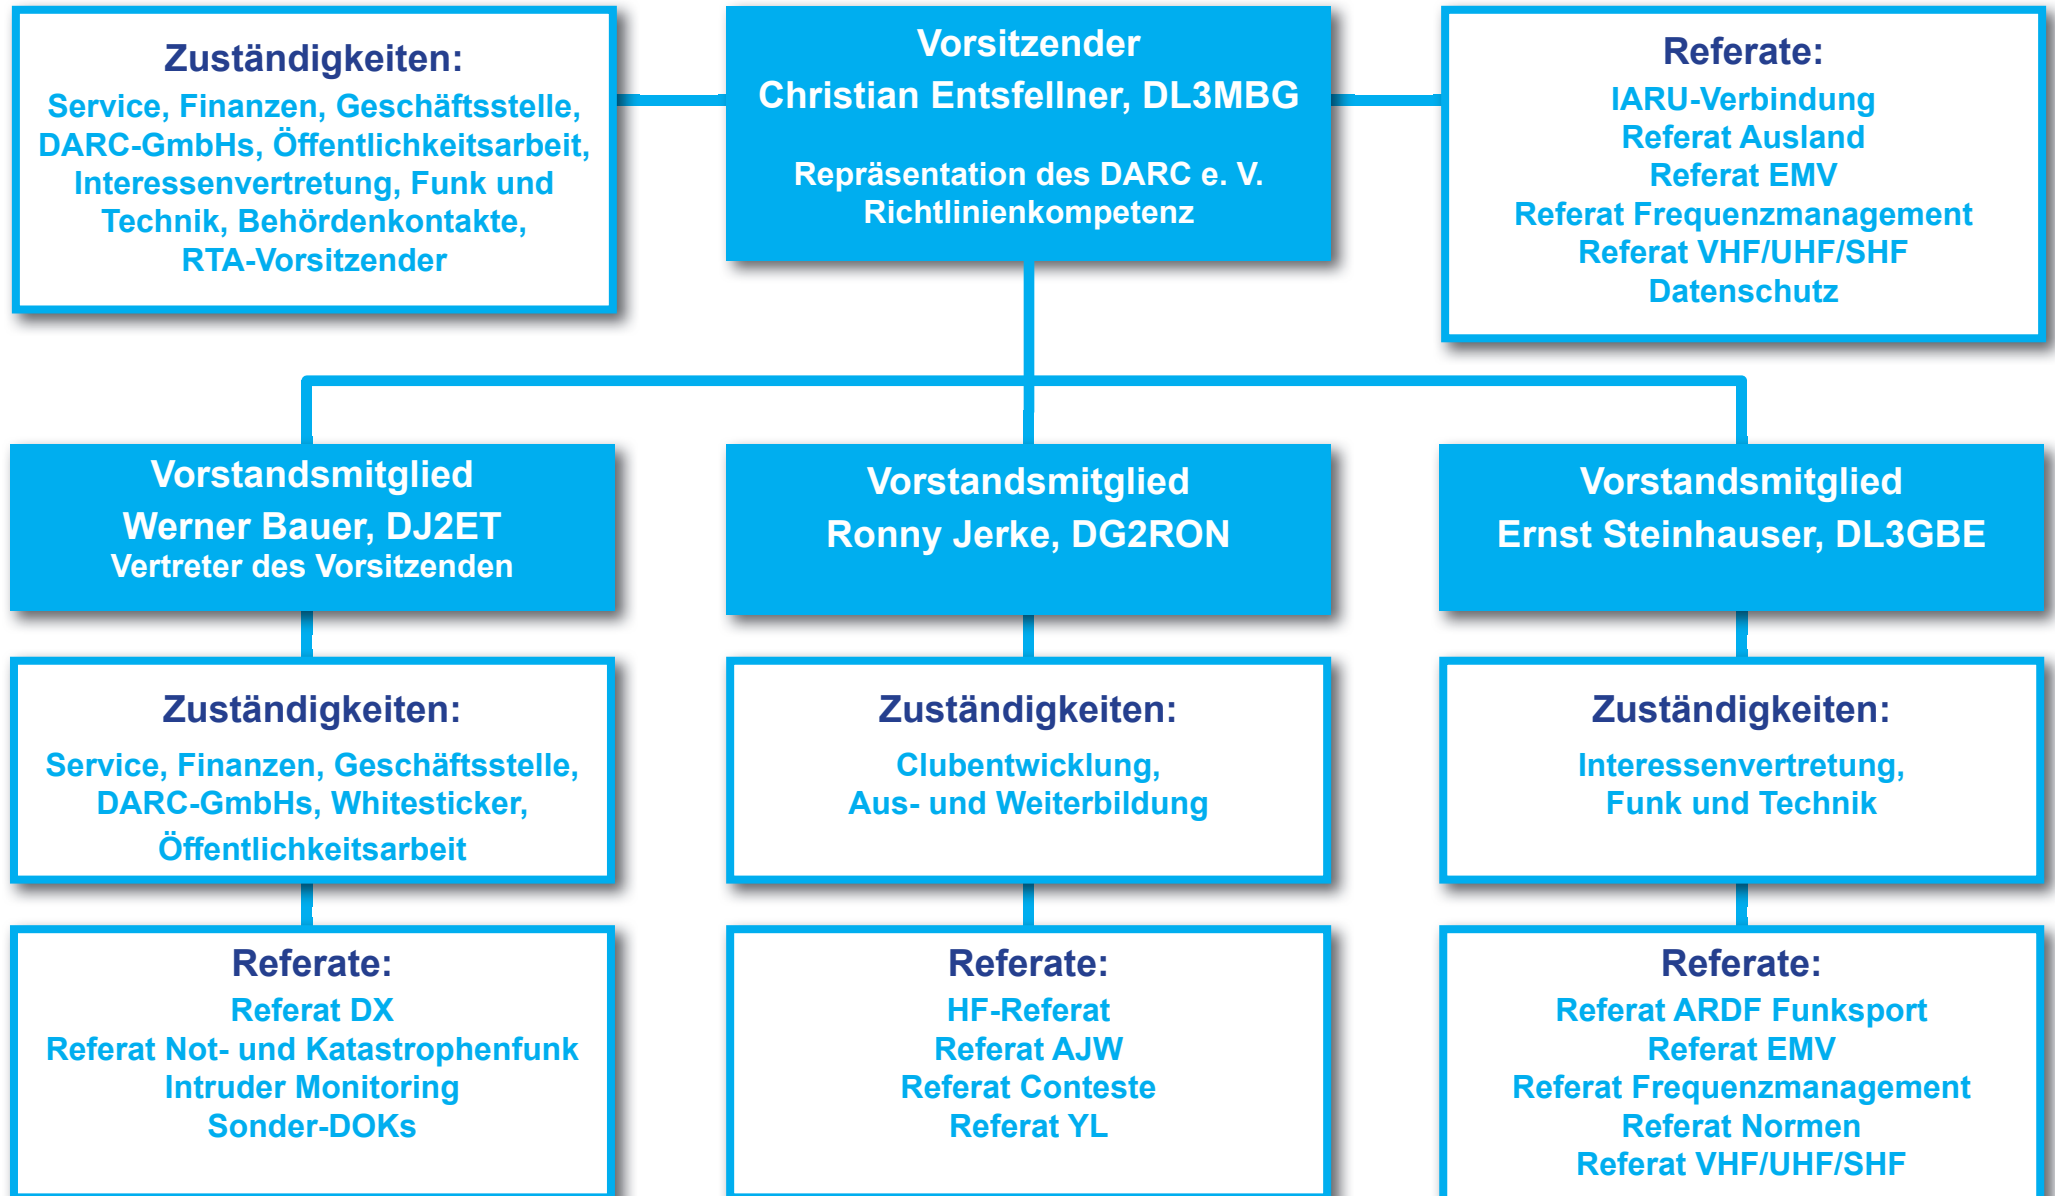 Zuständigkeiten:
Service, Finanzen, Geschäftsstelle,
DARC-GmbHs, Öffentlichkeitsarbeit,
Interessenvertretung, Funk und
Technik, Behördenkontakte,
RTA-Vorsitzender
Vorsitzender
Christian Entsfellner, DL3MBG
Repräsentation des DARC e. V.
Richtlinienkompetenz
Referate:
IARU-Verbindung
Referat Ausland
Referat EMV
Referat Frequenzmanagement
Referat VHF/UHF/SHF
Datenschutz
Vorstandsmitglied
Werner Bauer, DJ2ET
Vertreter des Vorsitzenden
Vorstandsmitglied
Ronny Jerke, DG2RON
Vorstandsmitglied
Ernst Steinhauser, DL3GBE
Zuständigkeiten:
Service, Finanzen, Geschäftsstelle,
DARC-GmbHs, Whitesticker,
Öffentlichkeitsarbeit
Zuständigkeiten:
Clubentwicklung,
Aus- und Weiterbildung
Zuständigkeiten:
Interessenvertretung,
Funk und Technik
Referate:
Referat DX
Referat Not- und Katastrophenfunk
Intruder Monitoring
Sonder-DOKs
Referate:
HF-Referat
Referat AJW
Referat Conteste
Referat YL
Referate:
Referat ARDF Funksport
Referat EMV
Referat Frequenzmanagement
Referat Normen
Referat VHF/UHF/SHF